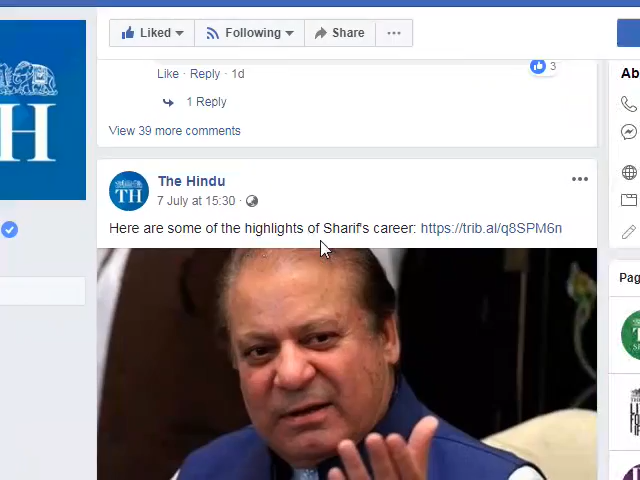 Liked
Following
Share
Like · Reply · 1d
3
1 Reply
View 39 more comments
The Hindu
7 July at 15:30 ·
Here are some of the highlights of Sharif's career: https://trib.al/q8SPM6n
TH
TH
Ab
Pag